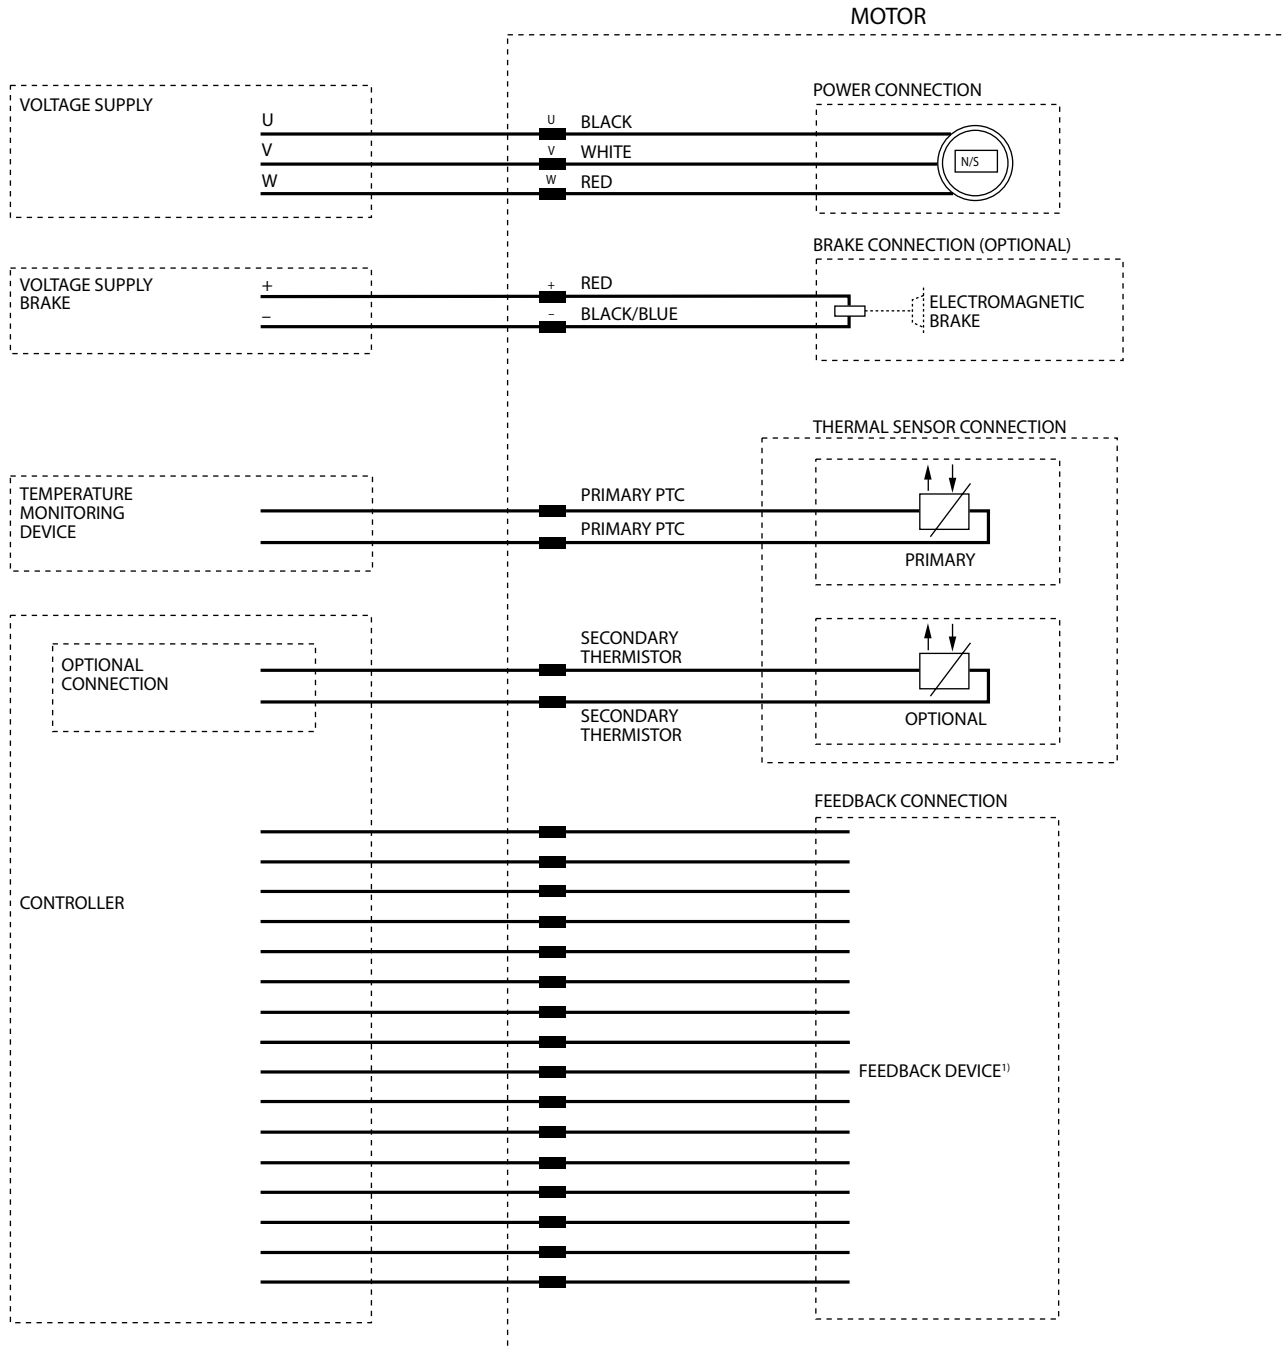 MOTOR
VOLTAGE SUPPLY
U
V
W
U
BLACK
V
WHITE
W
RED
POWER CONNECTION
N/S
BRAKE CONNECTION (OPTIONAL)
VOLTAGE SUPPLY
BRAKE
+
–
+
RED
–
BLACK/BLUE
ELECTROMAGNETIC
BRAKE
THERMAL SENSOR CONNECTION
TEMPERATURE
MONITORING
DEVICE
PRIMARY PTC
PRIMARY PTC
PRIMARY
OPTIONAL
CONNECTION
SECONDARY
THERMISTOR
SECONDARY
THERMISTOR
OPTIONAL
FEEDBACK CONNECTION
CONTROLLER
FEEDBACK DEVICE¹⁾